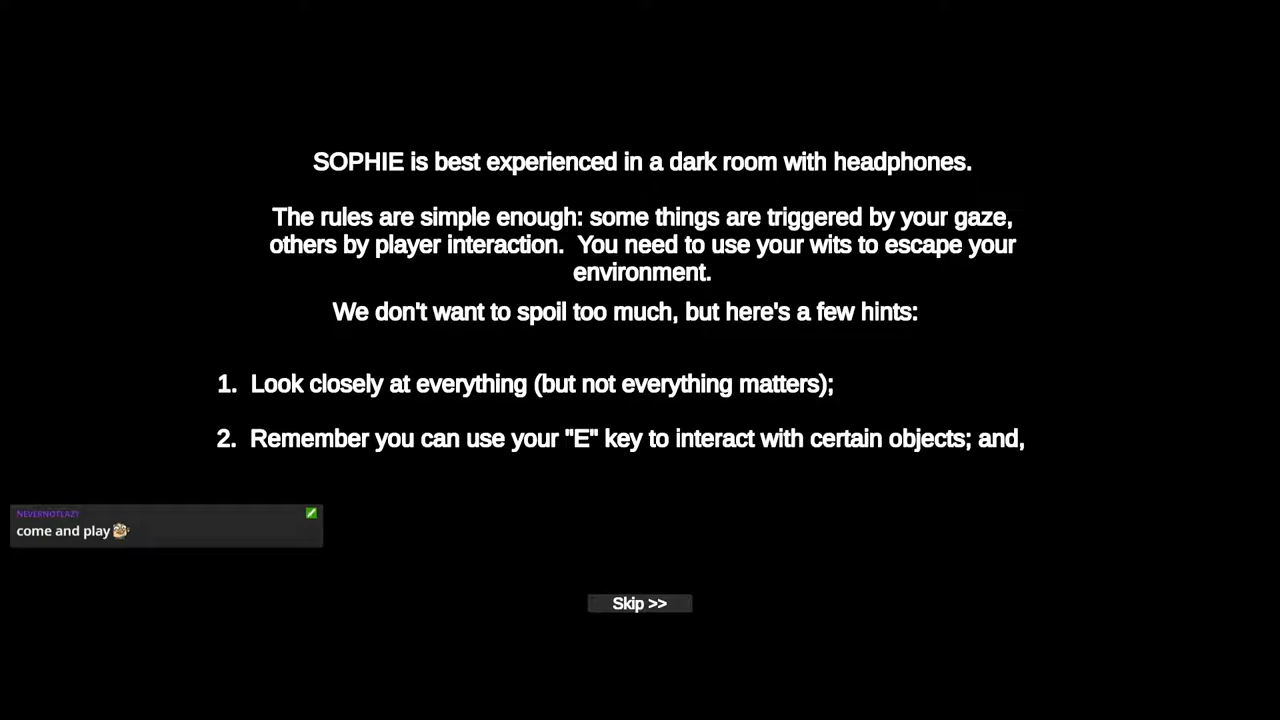 SOPHIE is best experienced in a dark room with headphones.
The rules are simple enough: some things are triggered by your gaze,
others by player interaction.  You need to use your wits to escape your
environment.
We don't want to spoil too much, but here's a few hints:
1.  Look closely at everything (but not everything matters);
2.  Remember you can use your "E" key to interact with certain objects; and,
NEVERNOTLAZY
come and play
Skip >>